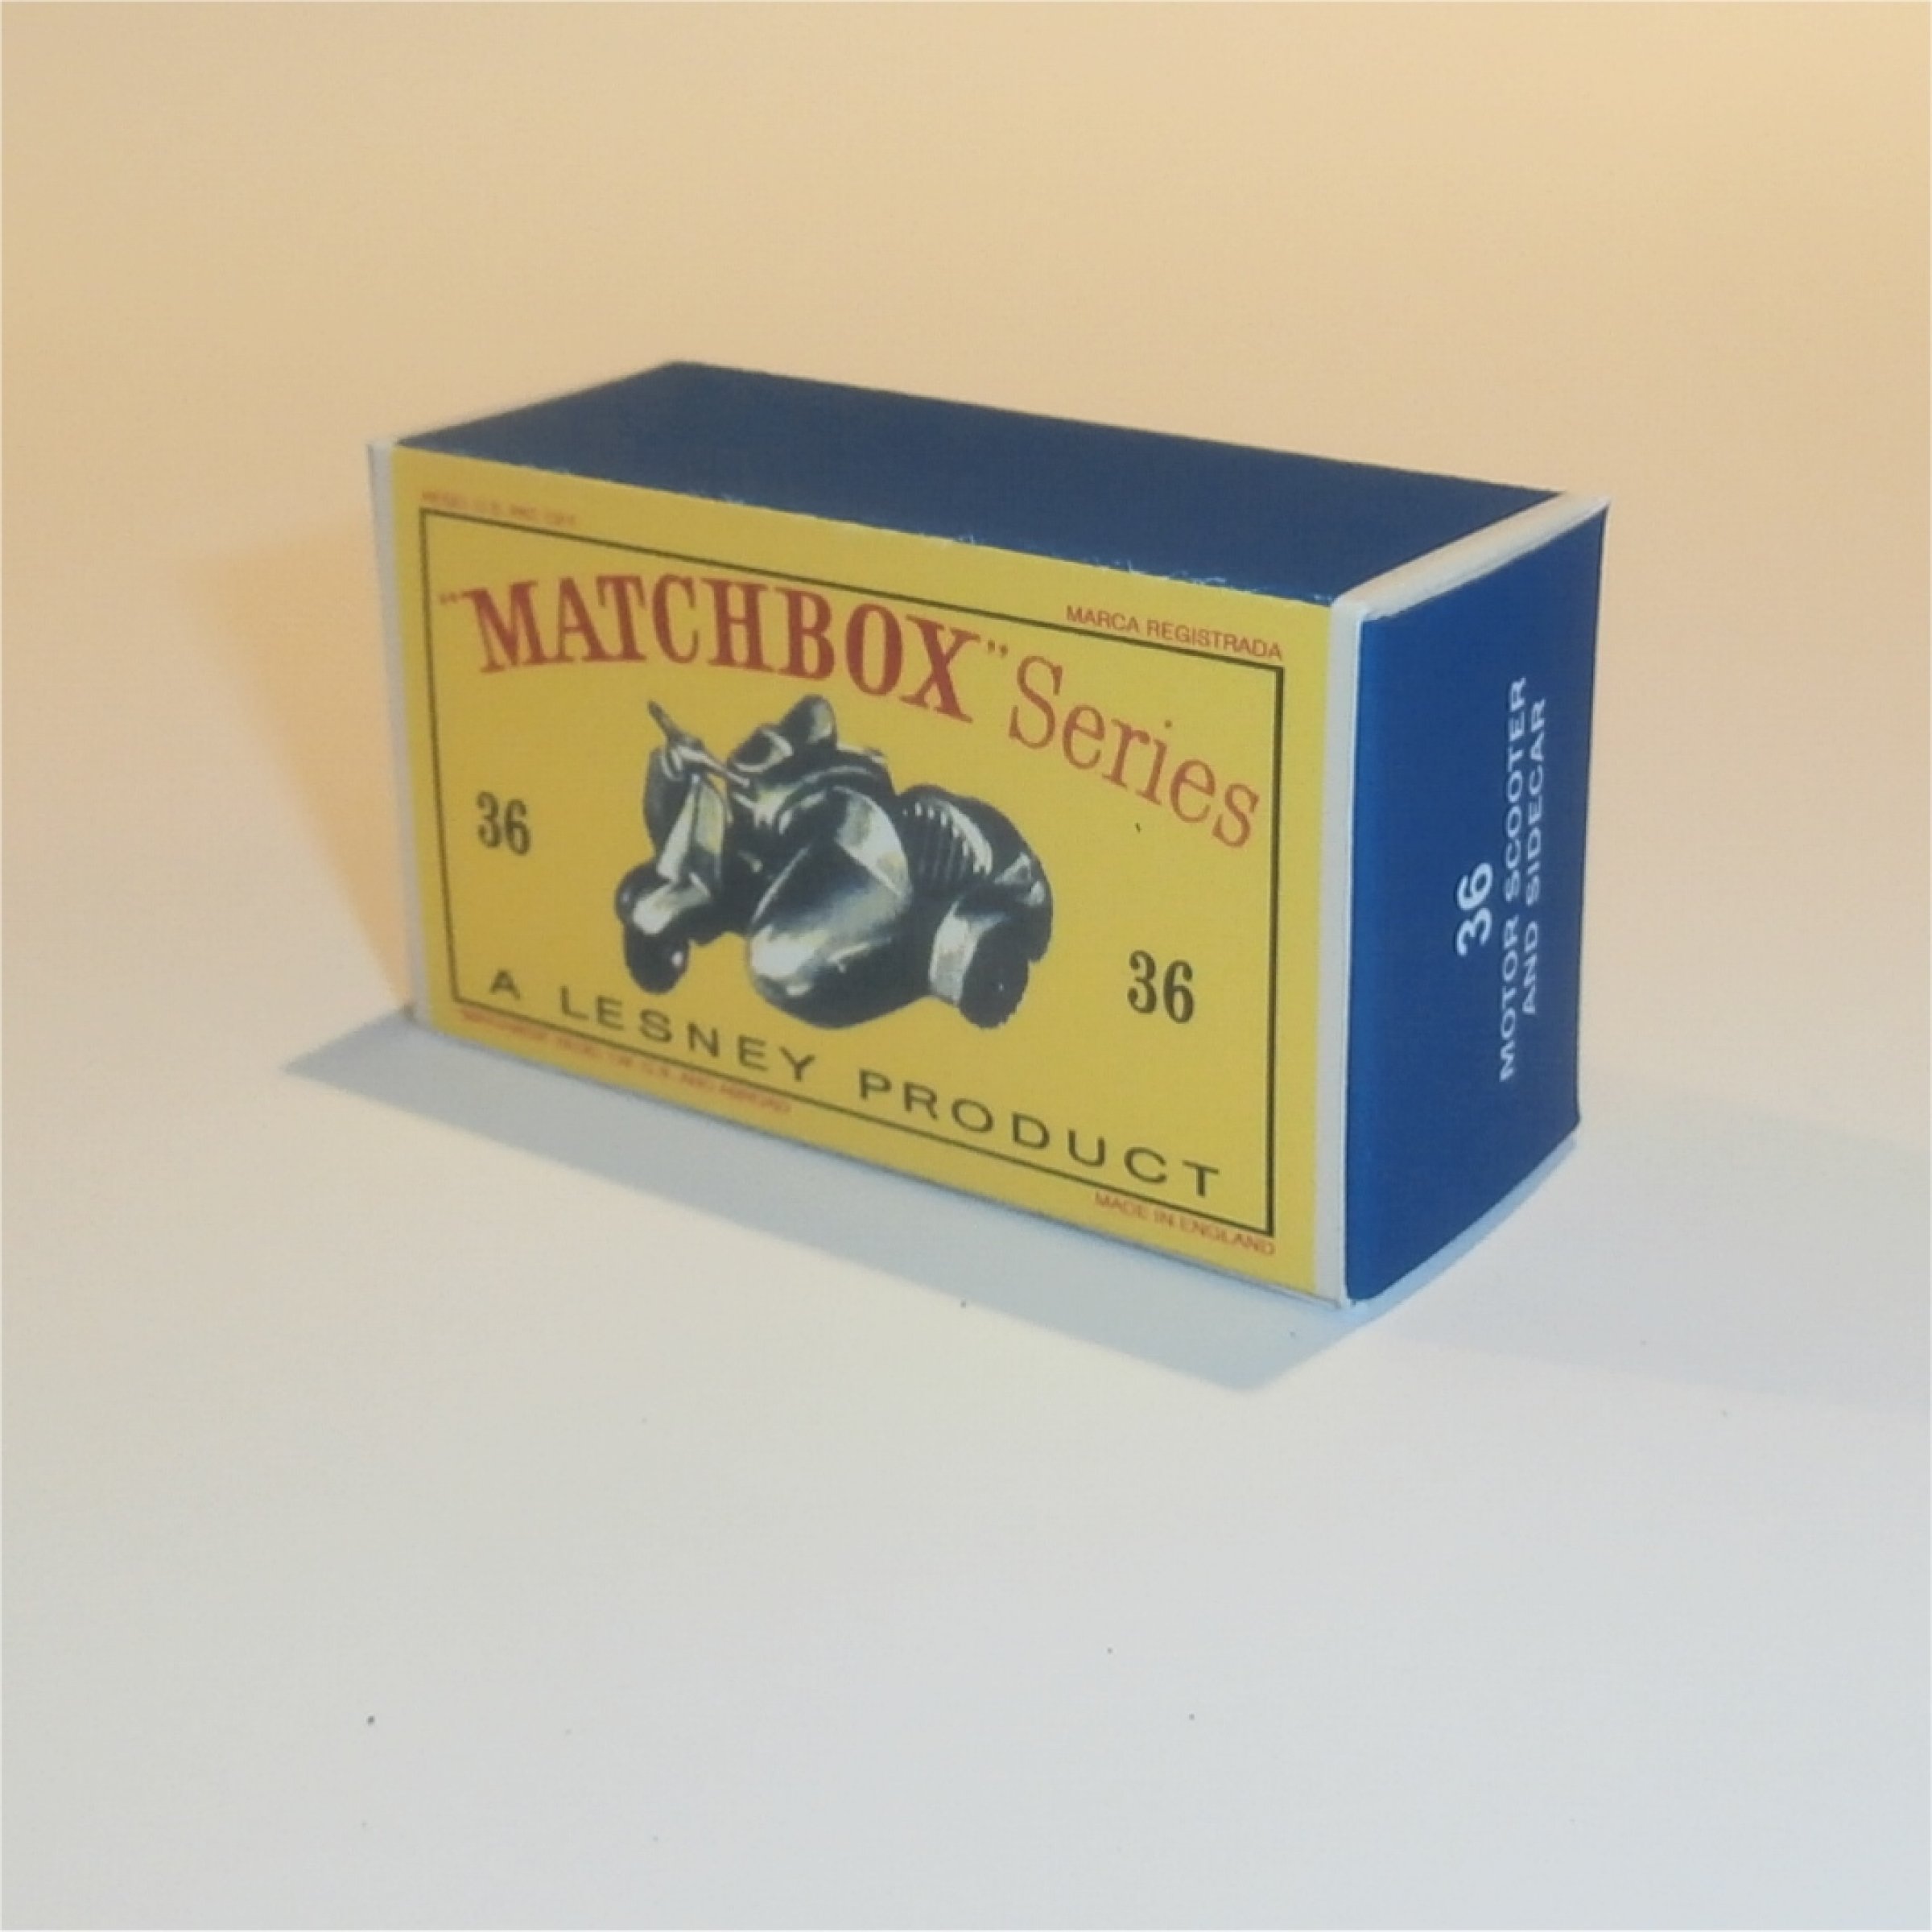 MARCA REGISTRADA
"MATCHBOX" Series
36
36
A LESNEY PRODUCT
MADE IN ENGLAND
36
MOTOR SCOOTER
AND SIDECAR